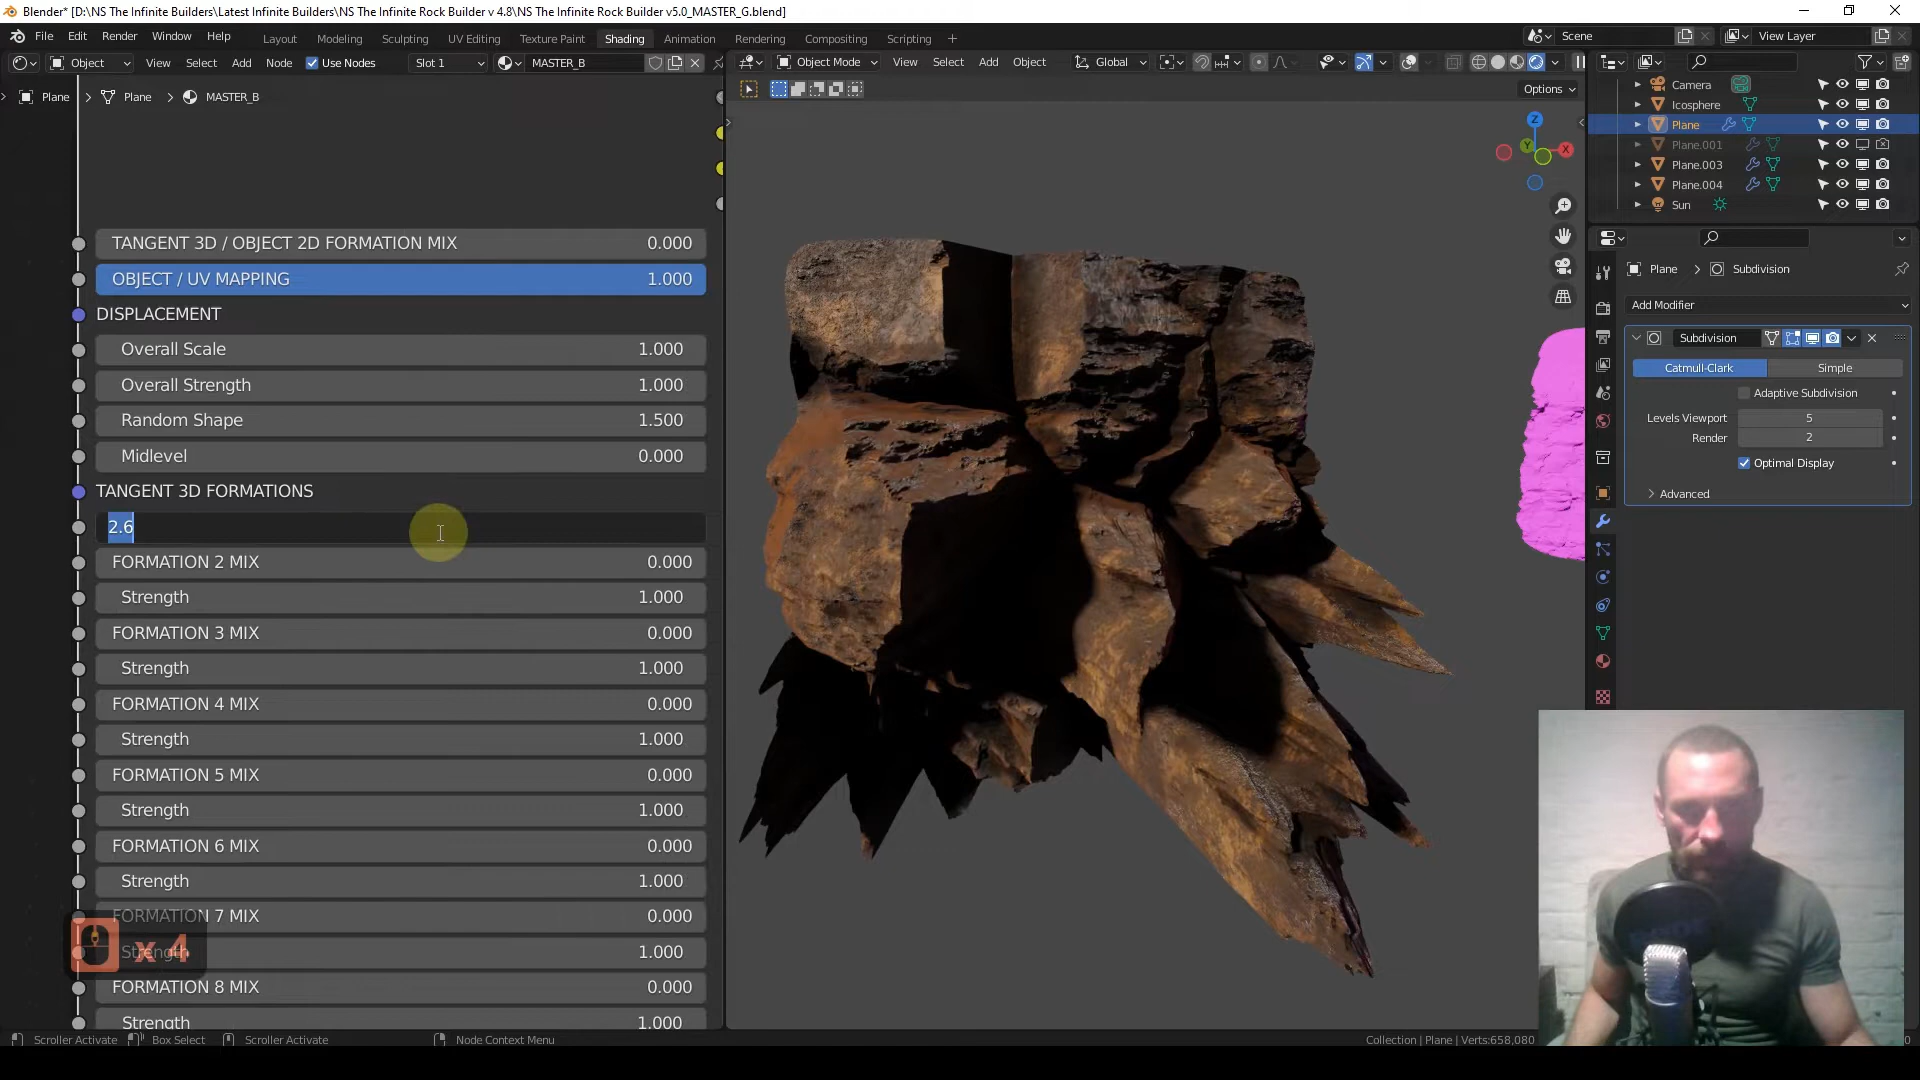 Blender* [D:\NS The Infinite Builders\Latest Infinite Builders\NS The Infinite Rock Builder v 4.8\NS The Infinite Rock Builder v5.0_MASTER_G.blend]
File Edit Render Window Help Layout Modeling Sculpting UV Editing Texture Paint Shading Animation Rendering Compositing Scripting + Scene View Layer
Object View Select Add Node Use Nodes Slot 1 MASTER_B Object Mode View Select Add Object Global
Options
Plane Plane MASTER_B
Camera
Icosphere
Plane
Plane.001
Plane.003
Plane.004
Sun
Z
Y
X
TANGENT 3D / OBJECT 2D FORMATION MIX 0.000
OBJECT / UV MAPPING 1.000
DISPLACEMENT
Overall Scale 1.000
Overall Strength 1.000
Random Shape 1.500
Midlevel 0.000
TANGENT 3D FORMATIONS
2.6
FORMATION 2 MIX 0.000
Strength 1.000
FORMATION 3 MIX 0.000
Strength 1.000
FORMATION 4 MIX 0.000
Strength 1.000
FORMATION 5 MIX 0.000
Strength 1.000
FORMATION 6 MIX 0.000
Strength 1.000
FORMATION 7 MIX 0.000
Strength 1.000
FORMATION 8 MIX 0.000
Strength 1.000
x 4
Plane Subdivision
Add Modifier
Subdivision
Catmull-Clark Simple
Adaptive Subdivision
Levels Viewport 5
Render 2
Optimal Display
Advanced
Scroller Activate Box Select Scroller Activate Node Context Menu Collection | Plane | Verts:658,080